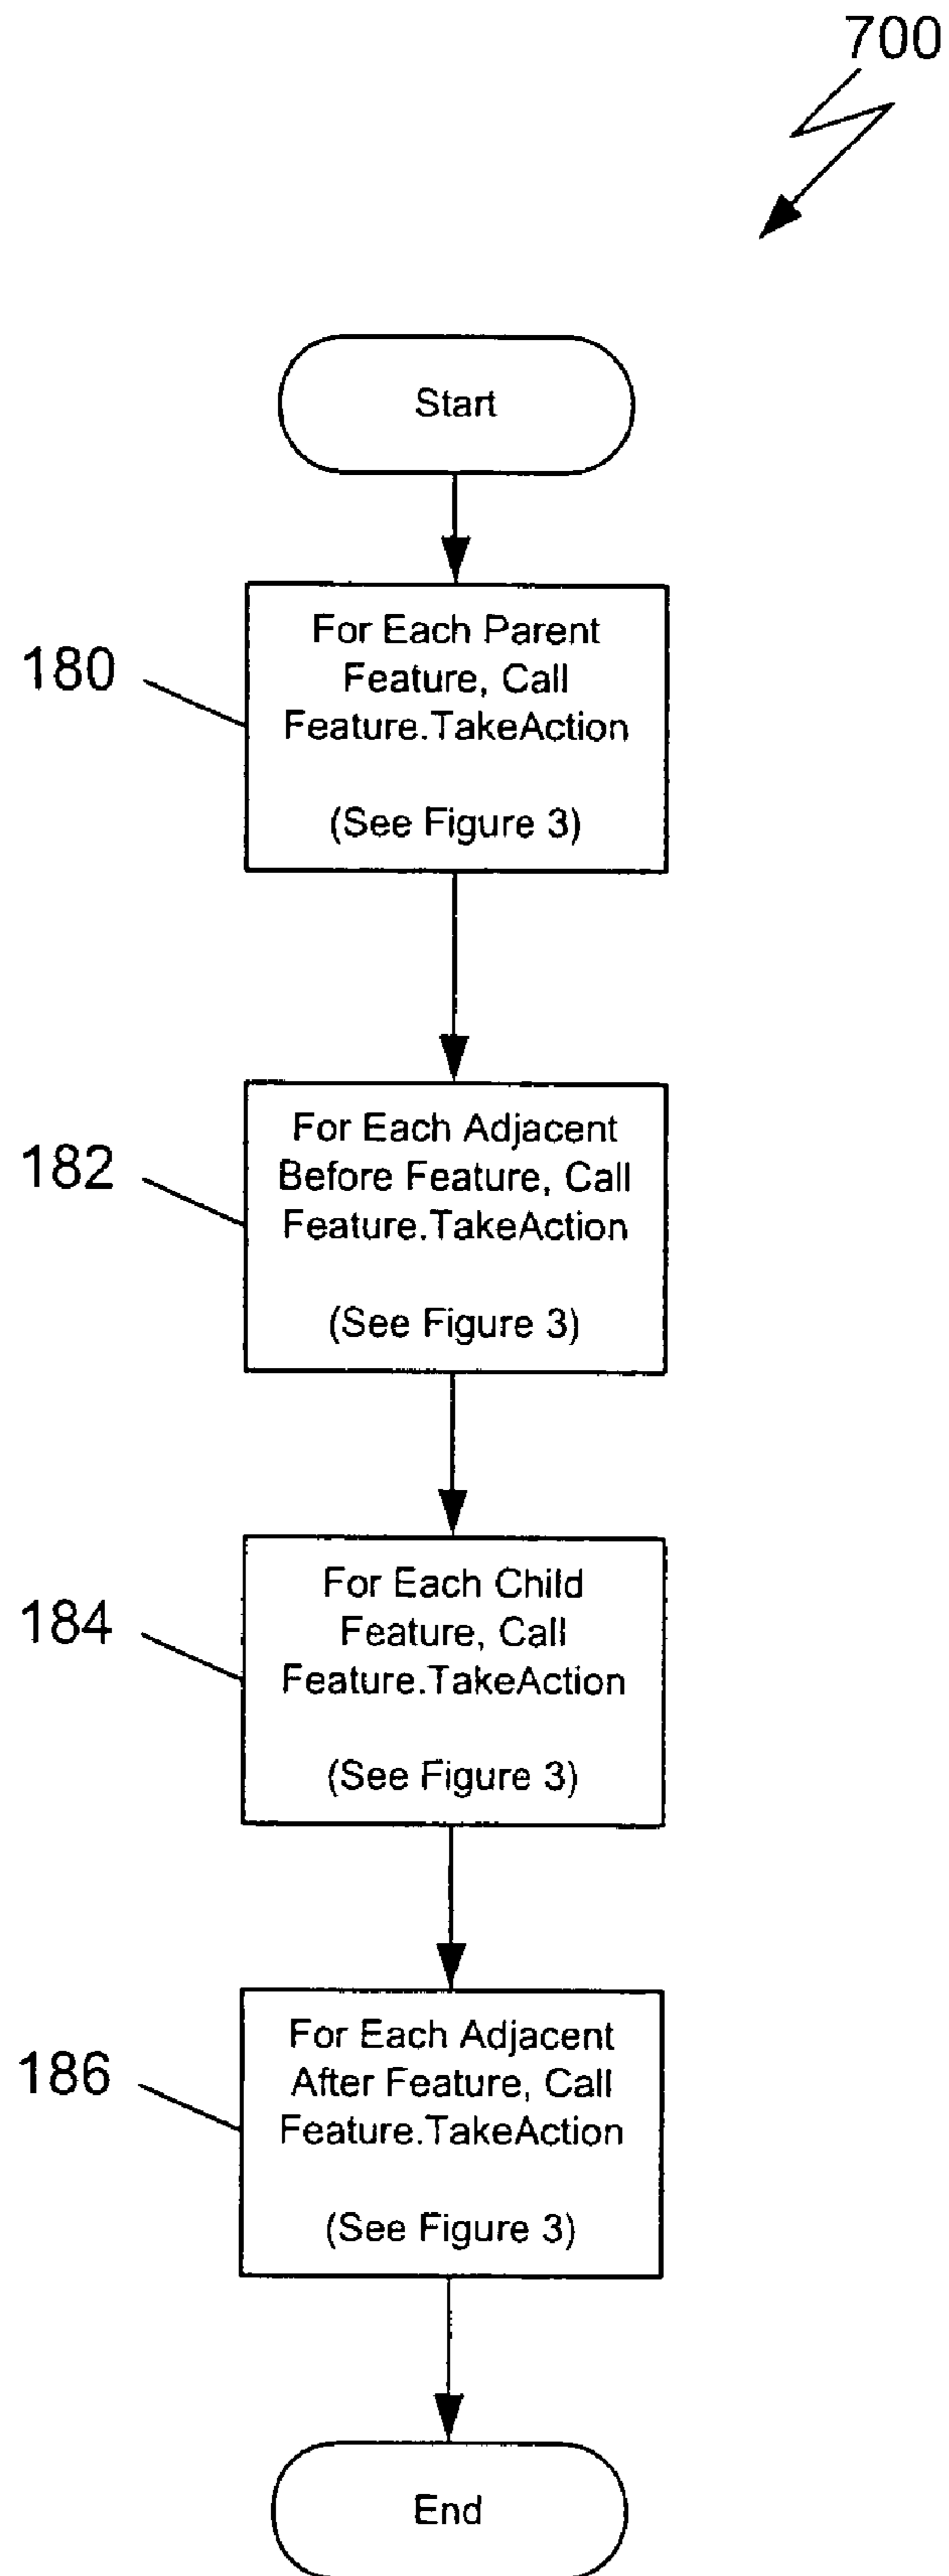 700
Start
180
For Each Parent
Feature, Call
Feature.TakeAction
(See Figure 3)
182
For Each Adjacent
Before Feature, Call
Feature.TakeAction
(See Figure 3)
184
For Each Child
Feature, Call
Feature.TakeAction
(See Figure 3)
186
For Each Adjacent
After Feature, Call
Feature.TakeAction
(See Figure 3)
End